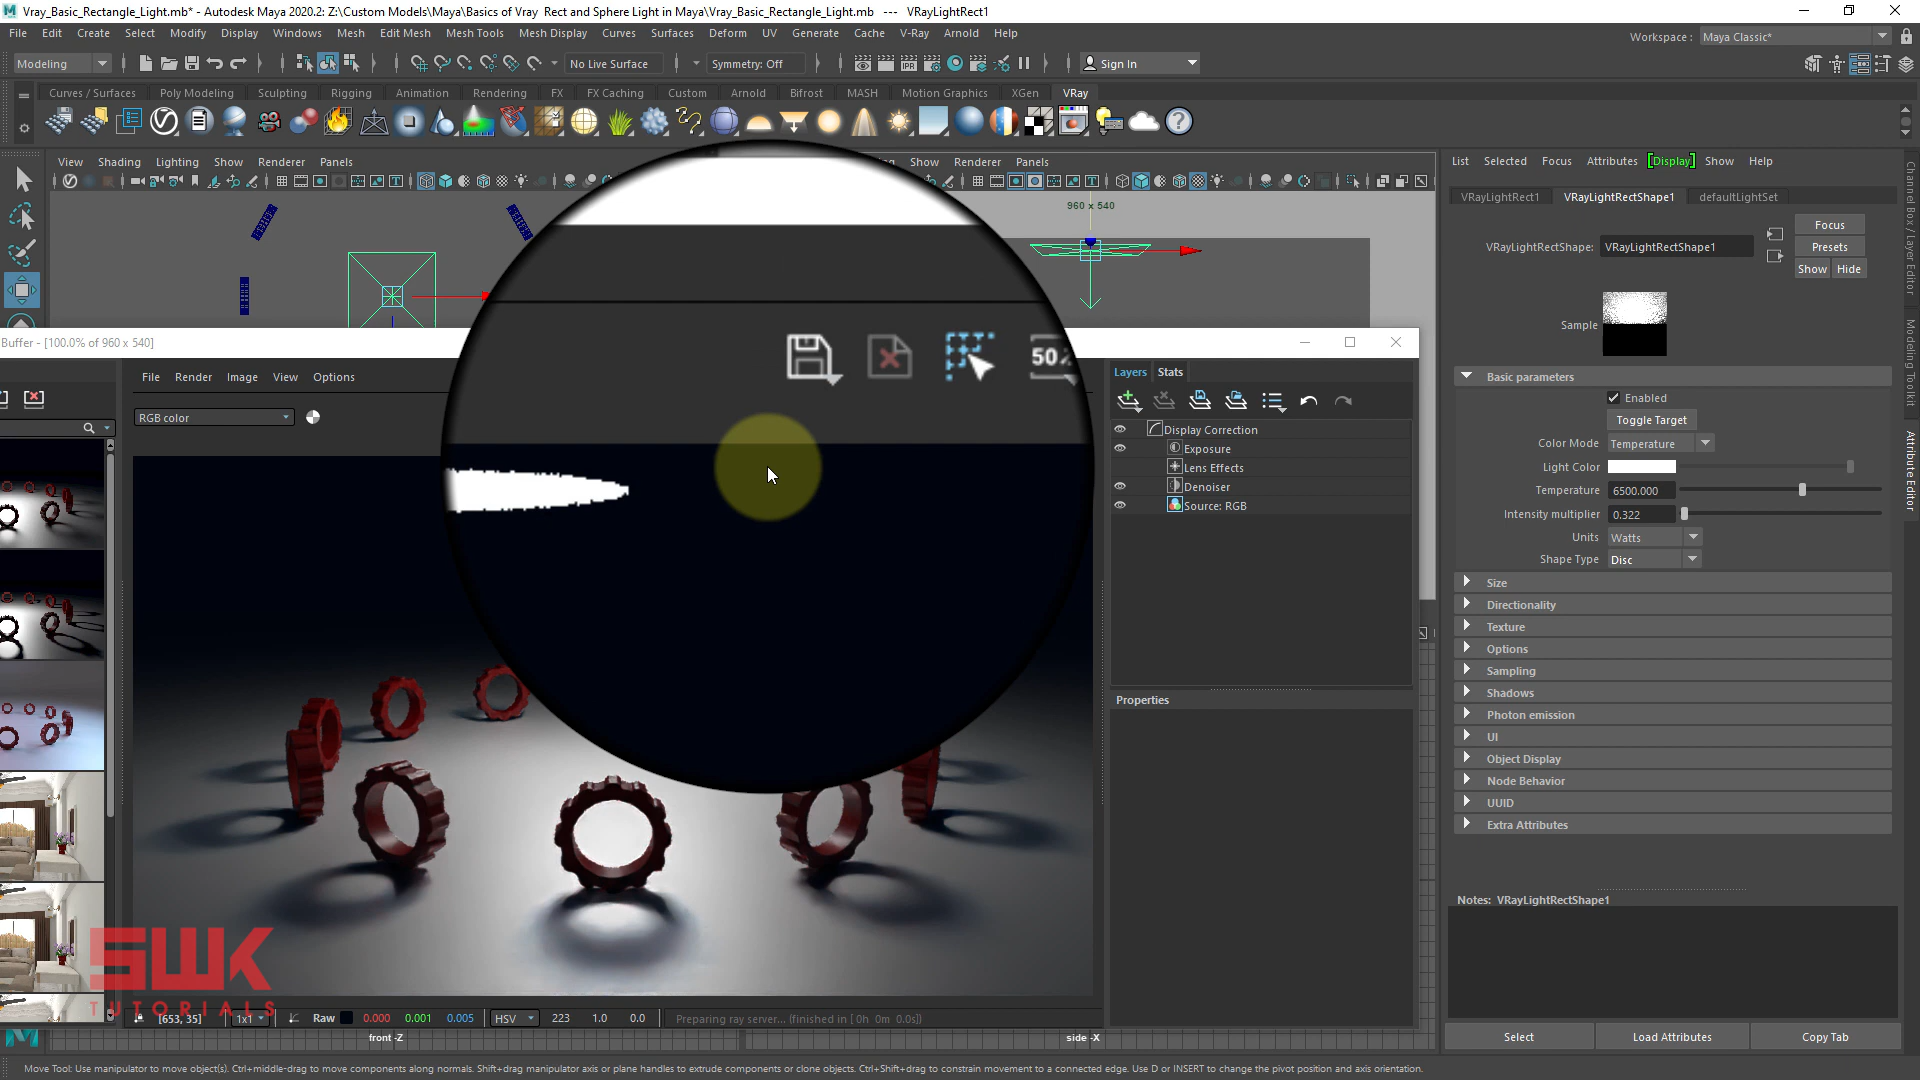 Vray_Basic_Rectangle_Light.mb* - Autodesk Maya 2020.2: Z:\Custom Models\Maya\Basics of Vray  Rect and Sphere Light in Maya\Vray_Basic_Rectangle_Light.mb   ---   VRayLightRect1
File Edit Create Select Modify Display Windows Mesh Edit Mesh Mesh Tools Mesh Display Curves Surfaces Deform UV Generate Cache V-Ray Arnold Help
Workspace : Maya Classic*
Modeling No Live Surface Symmetry: Off Sign In
Curves / Surfaces Poly Modeling Sculpting Rigging Animation Rendering FX FX Caching Custom Arnold Bifrost MASH Motion Graphics XGen VRay
View Shading Lighting Show Renderer Panels
Show Renderer Panels
960 x 540
Buffer - [100.0% of 960 x 540]
File Render Image View Options
RGB color
50%
Layers Stats
Display Correction
Exposure
Lens Effects
Denoiser
Source: RGB
Properties
List Selected Focus Attributes [Display] Show Help
VRayLightRect1 VRayLightRectShape1 defaultLightSet
Focus
VRayLightRectShape: VRayLightRectShape1 Presets
Show Hide
Sample
Basic parameters
Enabled
Toggle Target
Color Mode Temperature
Light Color
Temperature 6500.000
Intensity multiplier 0.322
Units Watts
Shape Type Disc
Size
Directionality
Texture
Options
Sampling
Shadows
Photon emission
UI
Object Display
Node Behavior
UUID
Extra Attributes
Notes: VRayLightRectShape1
Select Load Attributes Copy Tab
Channel Box / Layer Editor
Modeling Toolkit
Attribute Editor
SWK
TUTORIALS
[653, 35] 1x1 Raw 0.000 0.001 0.005 HSV 223 1.0 0.0 Preparing ray server... (finished in [ 0h  0m  0.0s])
front -Z side -X
Move Tool: Use manipulator to move object(s). Ctrl+middle-drag to move components along normals. Shift+drag manipulator axis or plane handles to extrude components or clone objects. Ctrl+Shift+drag to constrain movement to a connected edge. Use D or INSERT to change the pivot position and axis orientation.